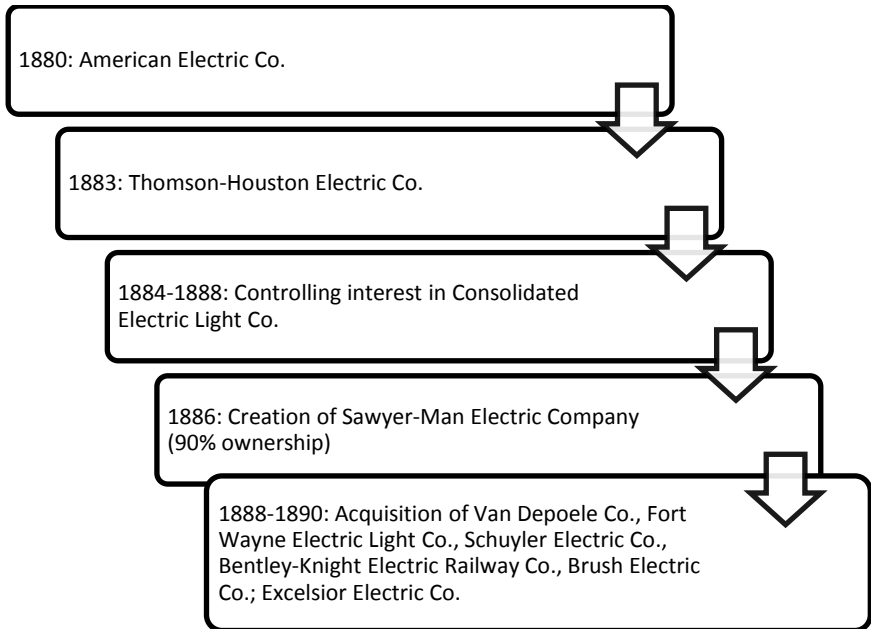 1880: American Electric Co.
1883: Thomson-Houston Electric Co.
1884-1888: Controlling interest in Consolidated
Electric Light Co.
1886: Creation of Sawyer-Man Electric Company
(90% ownership)
1888-1890: Acquisition of Van Depoele Co., Fort
Wayne Electric Light Co., Schuyler Electric Co.,
Bentley-Knight Electric Railway Co., Brush Electric
Co.; Excelsior Electric Co.